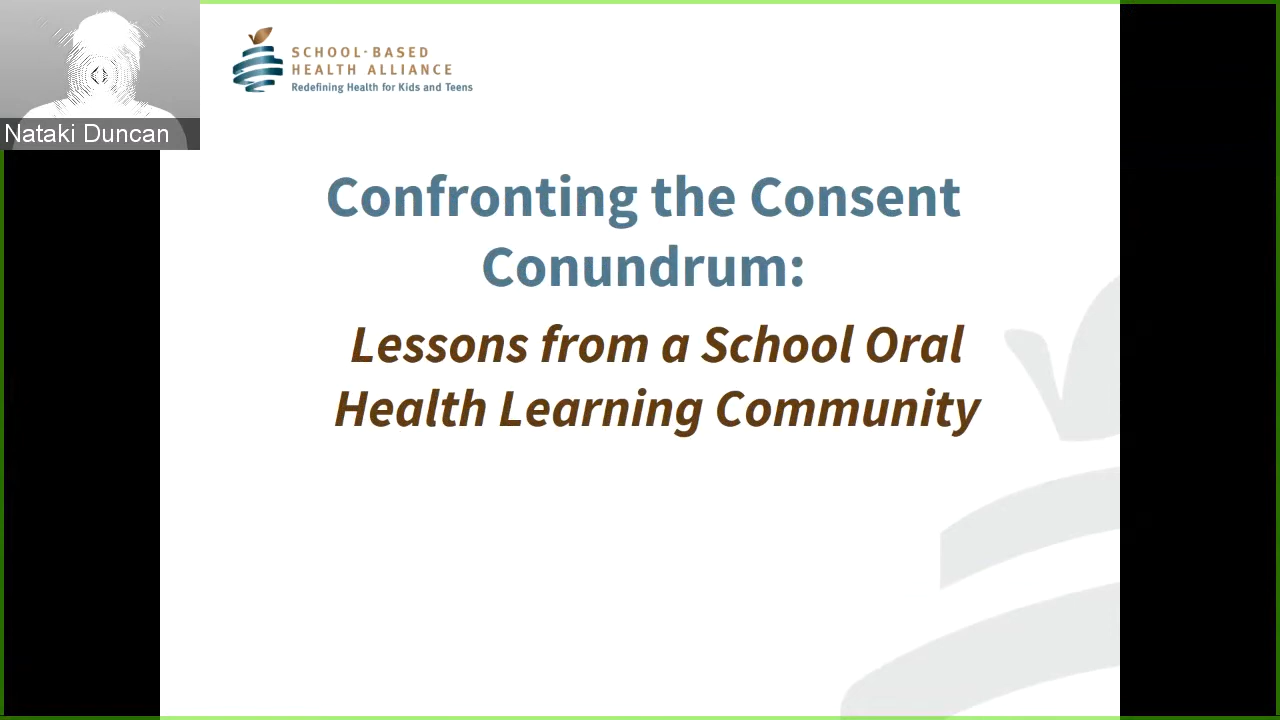 Nataki Duncan
SCHOOL-BASED
HEALTH ALLIANCE
Redefining Health for Kids and Teens
Confronting the Consent
Conundrum:
Lessons from a School Oral
Health Learning Community